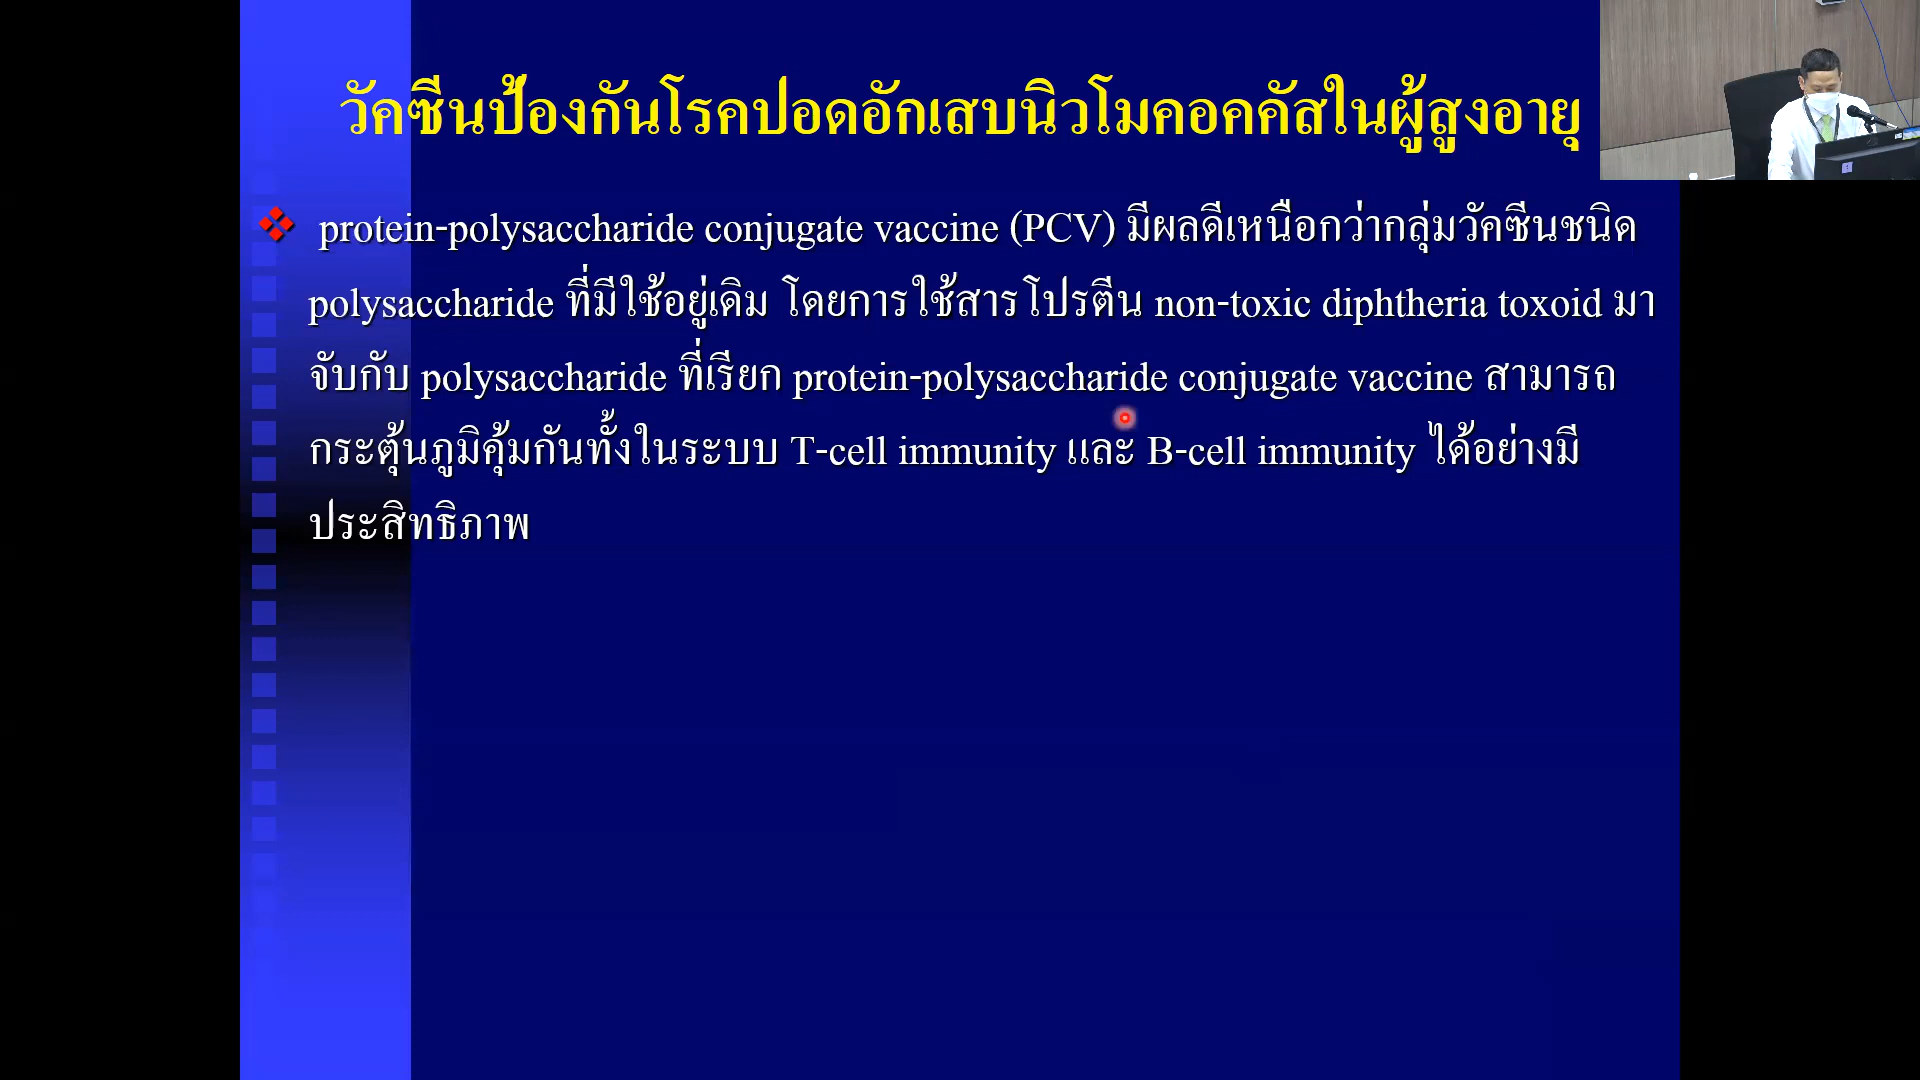 วัคซีนป้องกันโรคปอดอักเสบนิวโมคอคคัสในผู้สูงอายุ
protein-polysaccharide conjugate vaccine (PCV) มีผลดีเหนือกว่ากลุ่มวัคซีนชนิด
polysaccharide ที่มีใช้อยู่เดิม โดยการใช้สารโปรตีน non-toxic diphtheria toxoid มา
จับกับ polysaccharide ที่เรียก protein-polysaccharide conjugate vaccine สามารถ
กระตุ้นภูมิคุ้มกันทั้งในระบบ T-cell immunity และ B-cell immunity ได้อย่างมี
ประสิทธิภาพ